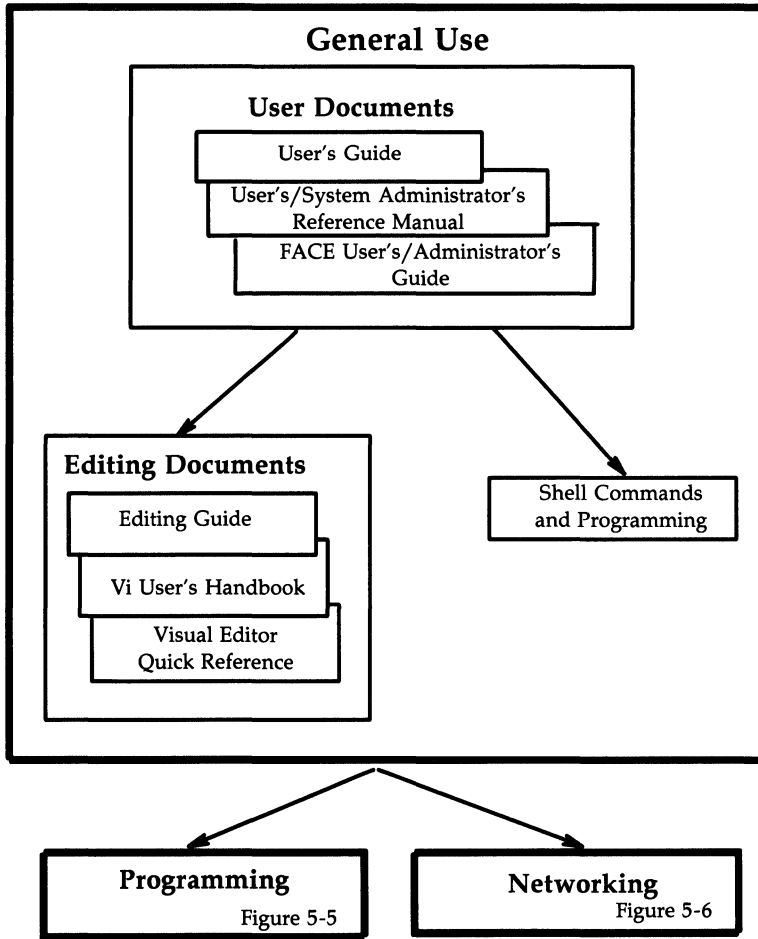 General Use
User Documents
User's Guide
User's/System Administrator's
Reference Manual
FACE User's/Administrator's
Guide
Editing Documents
Editing Guide
Vi User's Handbook
Visual Editor
Quick Reference
Shell Commands
and Programming
Programming
Figure 5-5
Networking
Figure 5-6